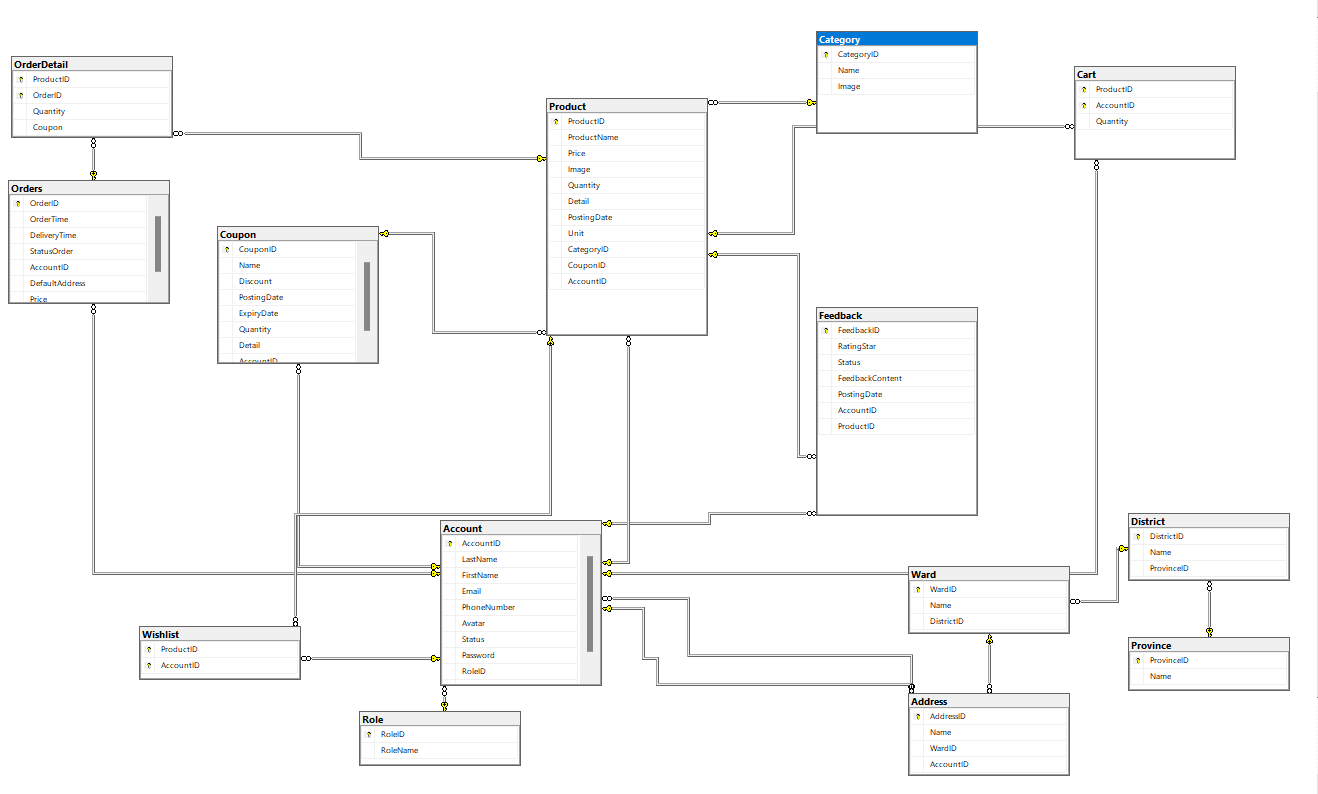 OrderDetail
ProductID
OrderID
Quantity
Coupon
Orders
OrderID
OrderTime
DeliveryTime
StatusOrder
AccountID
DefaultAddress
Price
Coupon
CouponID
Name
Discount
PostingDate
ExpiryDate
Quantity
Detail
AccountID
Product
ProductID
ProductName
Price
Image
Quantity
Detail
PostingDate
Unit
CategoryID
CouponID
AccountID
Category
CategoryID
Name
Image
Cart
ProductID
AccountID
Quantity
Feedback
FeedbackID
RatingStar
Status
FeedbackContent
PostingDate
AccountID
ProductID
Account
AccountID
LastName
FirstName
Email
PhoneNumber
Avatar
Status
Password
RoleID
Wishlist
ProductID
AccountID
Role
RoleID
RoleName
Ward
WardID
Name
DistrictID
District
DistrictID
Name
ProvinceID
Province
ProvinceID
Name
Address
AddressID
Name
WardID
AccountID